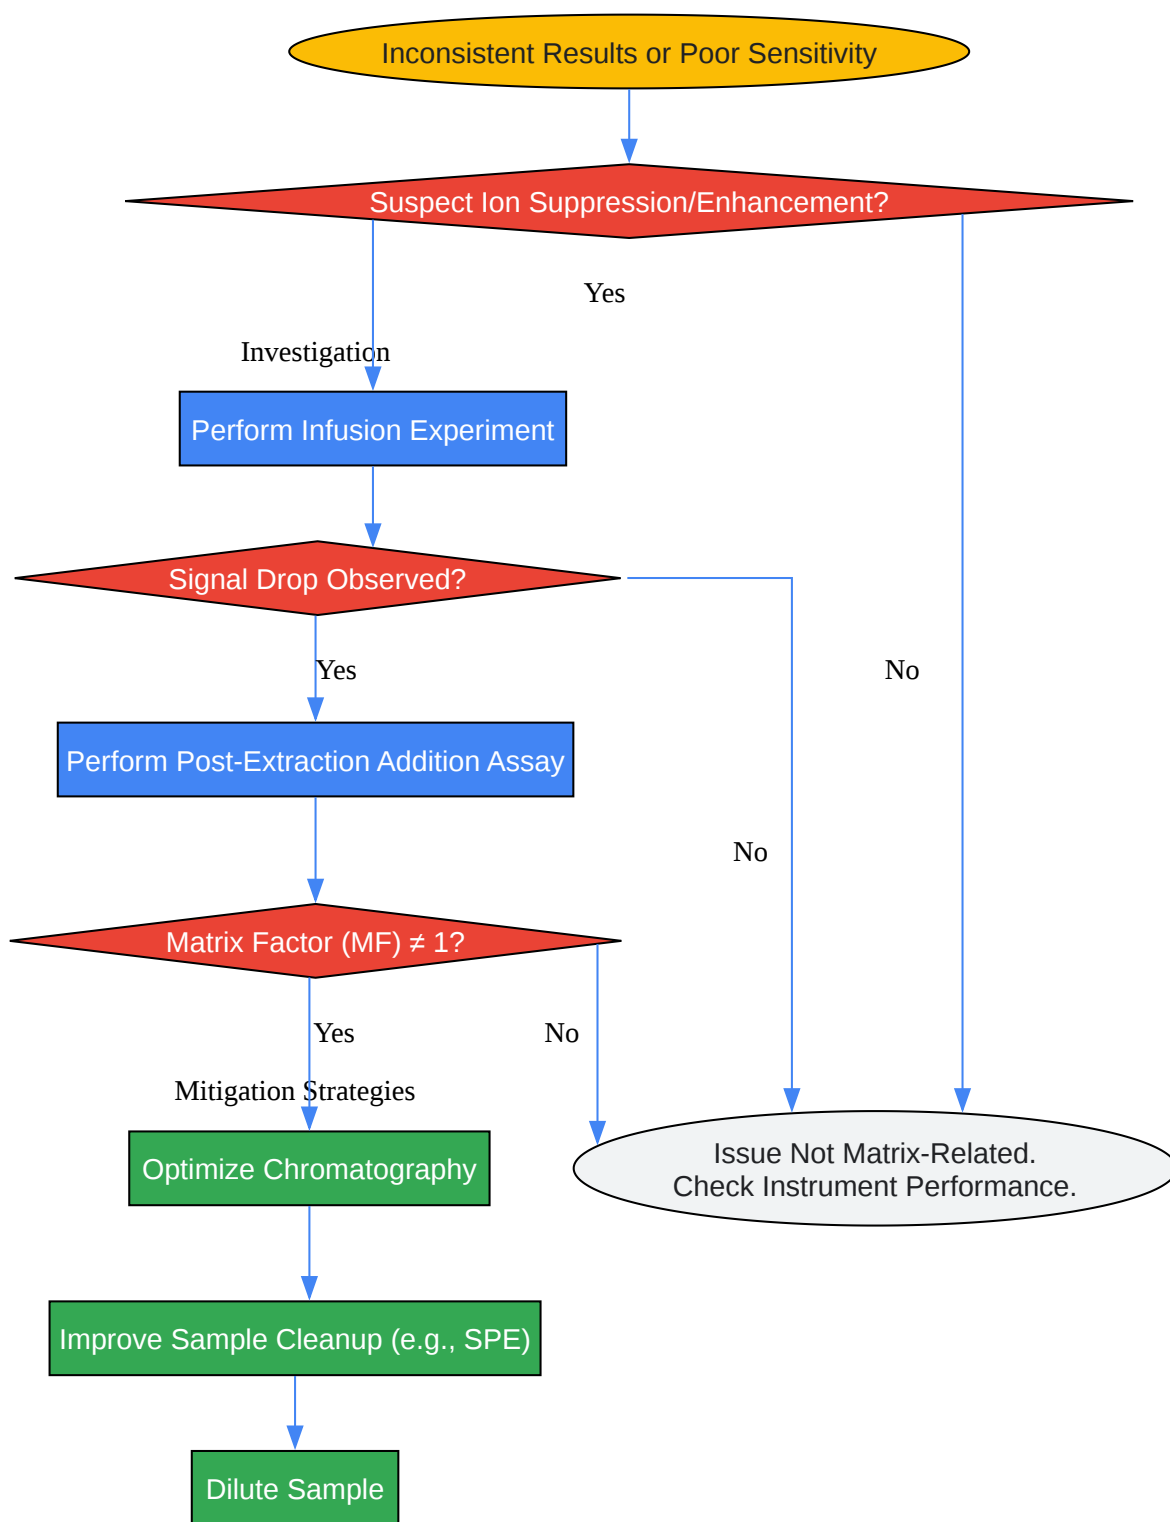 Inconsistent Results or Poor Sensitivity
Suspect Ion Suppression/Enhancement?
Yes
Investigation
Perform Infusion Experiment
Signal Drop Observed?
Yes
No
Perform Post-Extraction Addition Assay
No
Matrix Factor (MF) ≠ 1?
Yes
No
Mitigation Strategies
Optimize Chromatography
Issue Not Matrix-Related.
Check Instrument Performance.
Improve Sample Cleanup (e.g., SPE)
Dilute Sample